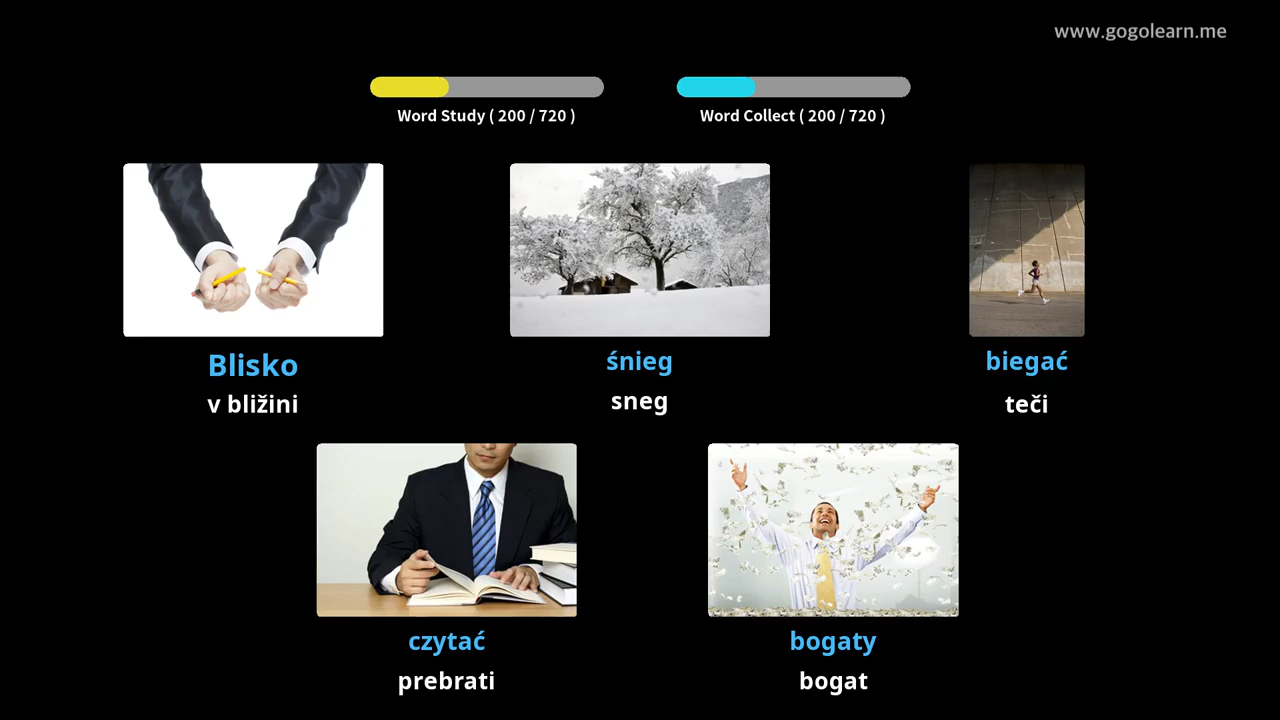 www.gogolearn.me
Word Study ( 200 / 720 )
Word Collect ( 200 / 720 )
Blisko
v bližini
śnieg
sneg
biegać
teči
czytać
prebrati
bogaty
bogat